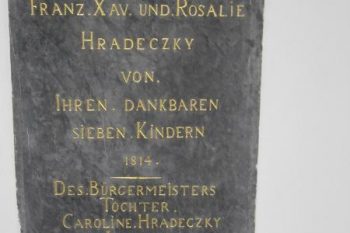 FRANZ. XAV. UND. ROSALIE
HRADECZKY
VON.
IHREN. DANKBAREN
SIEBEN. KINDERN
1814.
DES. BÜRGERMEISTERS
TOCHTER.
CAROLINE. HRADECZKY